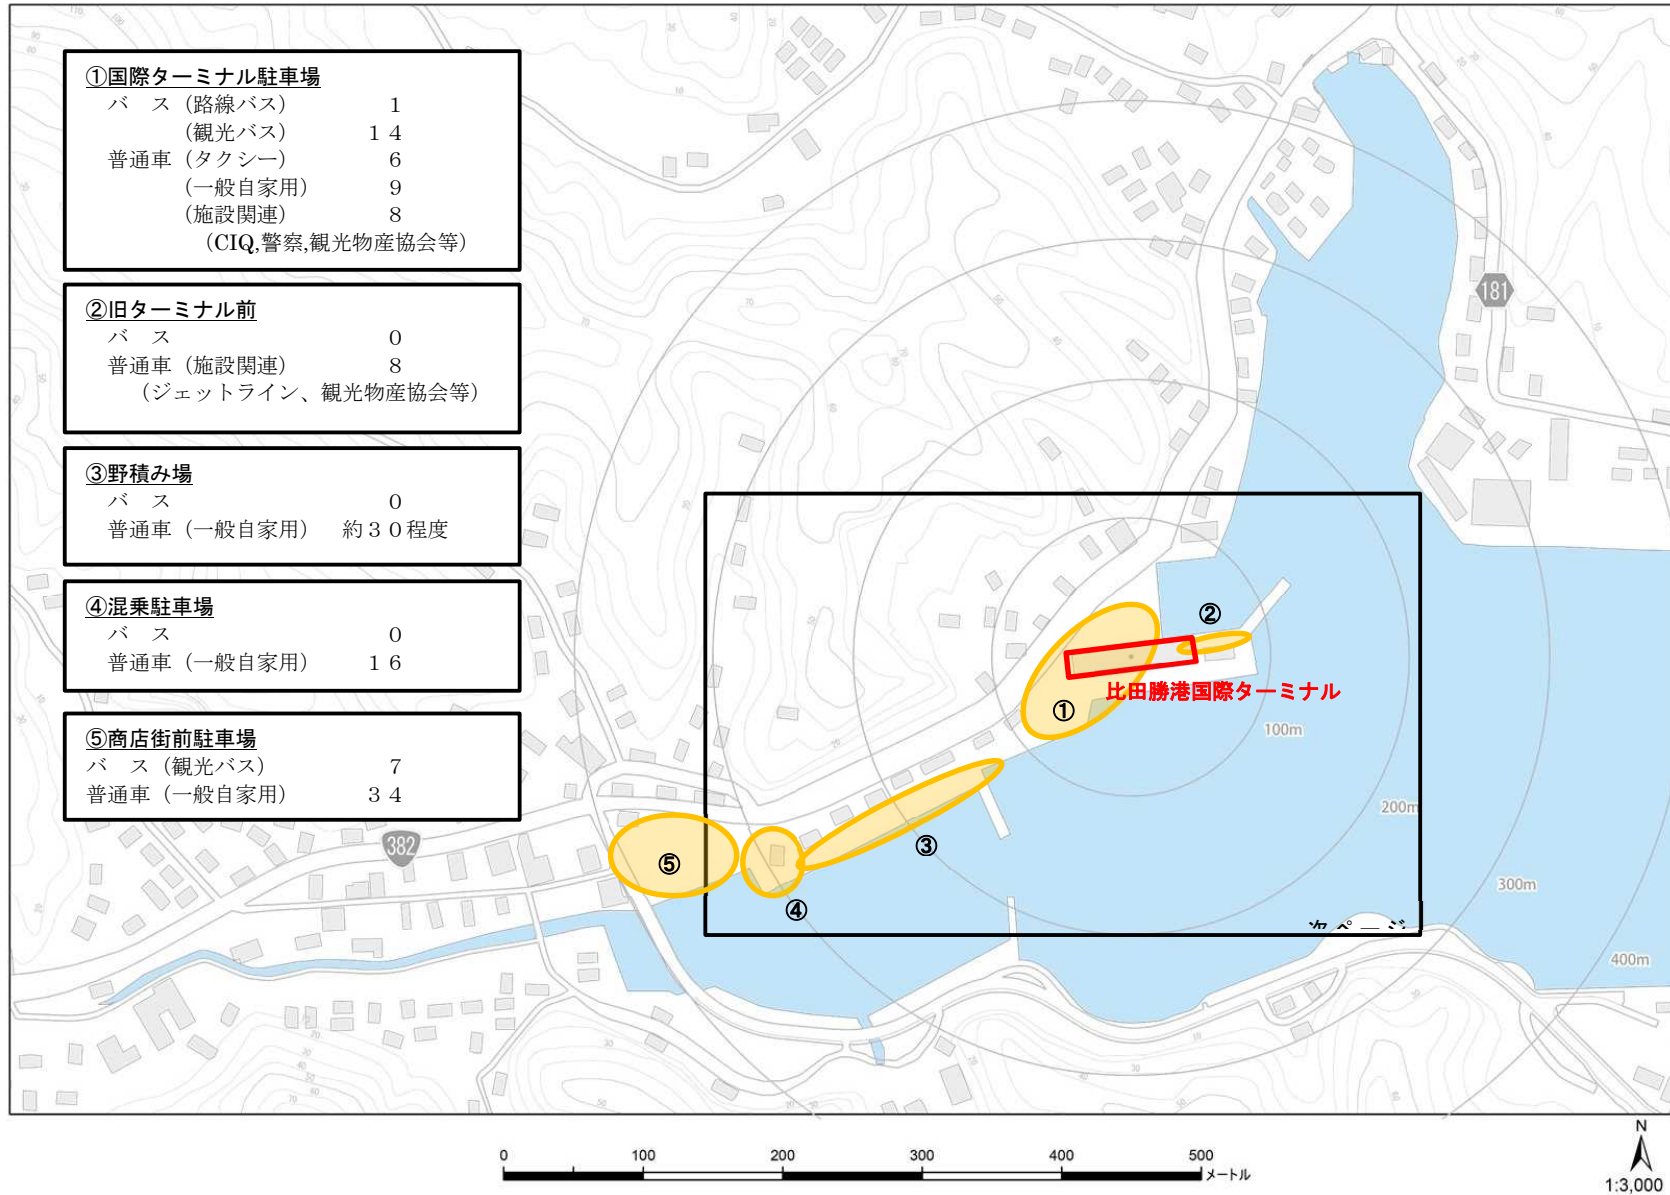 ①国際ターミナル駐車場
バ ス（路線バス） 1
（観光バス） 14
普通車（タクシー） 6
（一般自家用） 9
（施設関連） 8
（CIQ,警察,観光物産協会等）
②旧ターミナル前
バ ス 0
普通車（施設関連） 8
（ジェットライン、観光物産協会等）
③野積み場
バ ス 0
普通車（一般自家用） 約30程度
④混乗駐車場
バ ス 0
普通車（一般自家用） 16
⑤商店街前駐車場
バ ス（観光バス） 7
普通車（一般自家用） 34
181
382
②
比田勝港国際ターミナル
①
③
⑤
④
100m
200m
300m
400m
次ページ
0 100 200 300 400 500
メートル
N
1:3,000